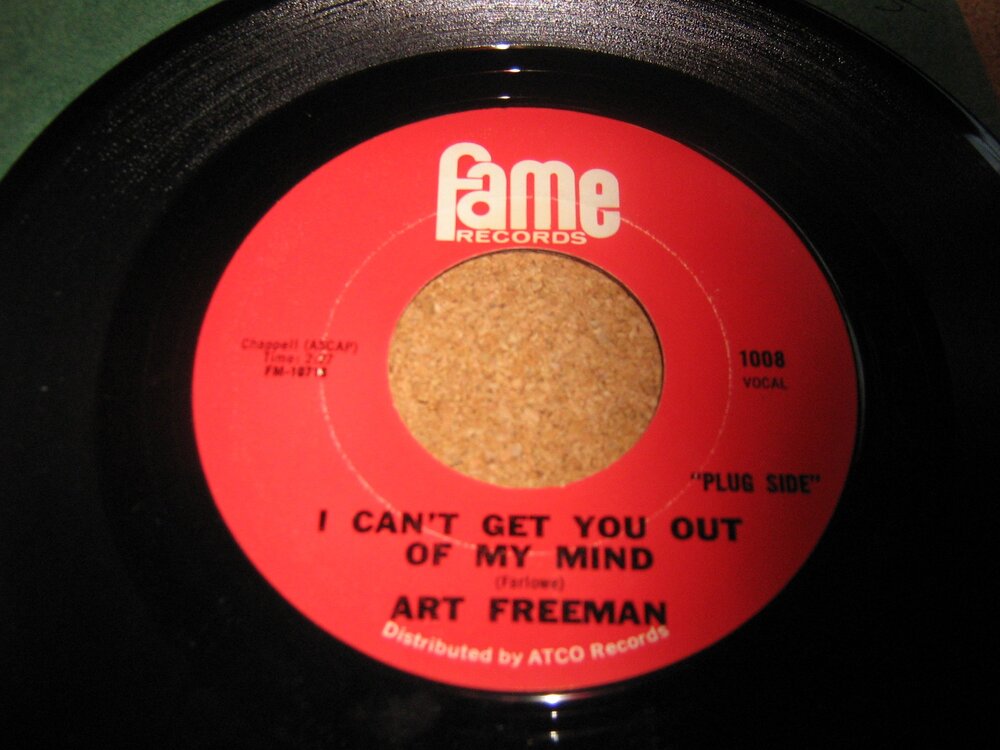 fame
RECORDS
Chappell (ASCAP)
Time: 2:27
1008
VOCAL
"PLUG SIDE"
I CAN'T GET YOU OUT
OF MY MIND
(Farlowe)
ART FREEMAN
Distributed by ATCO Records